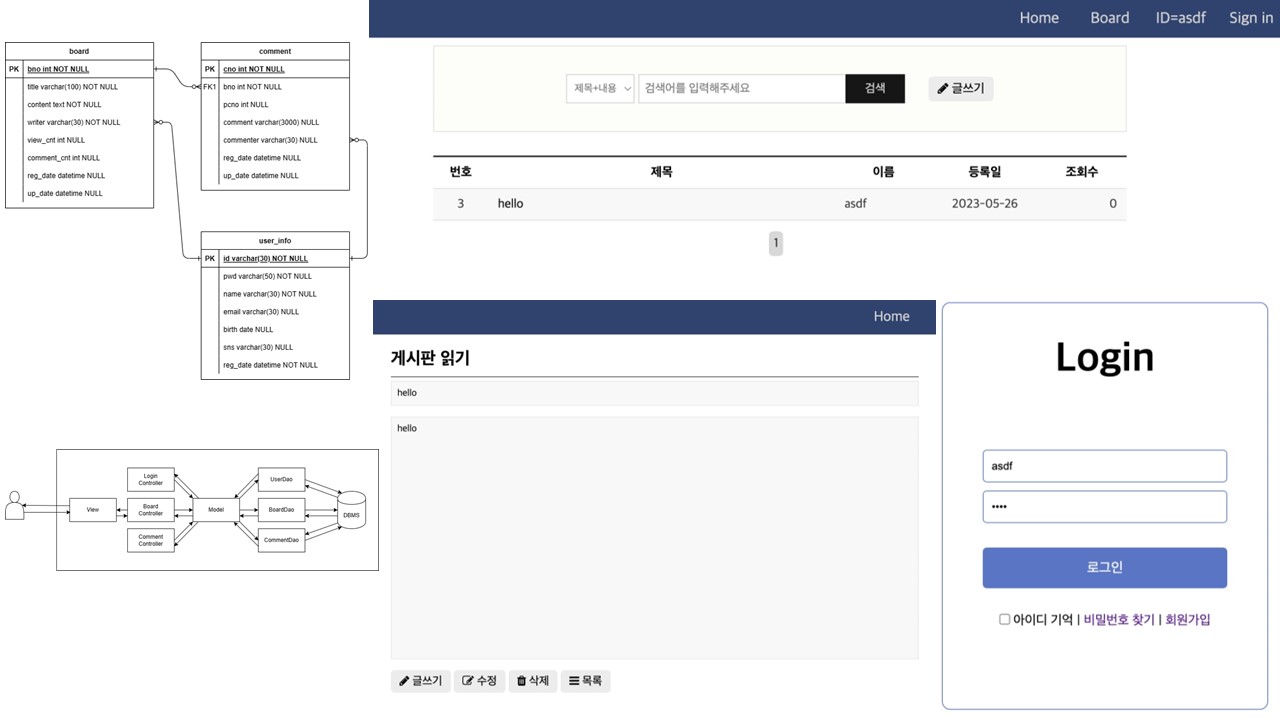 board
PK bno int NOT NULL
title varchar(100) NOT NULL
content text NOT NULL
writer varchar(30) NOT NULL
view_cnt int NULL
comment_cnt int NULL
reg_date datetime NULL
up_date datetime NULL
comment
PK cno int NOT NULL
FK1 bno int NOT NULL
pcno int NULL
comment varchar(3000) NULL
commenter varchar(30) NULL
reg_date datetime NULL
up_date datetime NULL
user_info
PK id varchar(30) NOT NULL
pwd varchar(50) NOT NULL
name varchar(30) NOT NULL
email varchar(30) NULL
birth date NULL
sns varchar(30) NULL
reg_date datetime NOT NULL
View
Login
Controller
Board
Controller
Comment
Controller
Model
UserDao
BoardDao
CommentDao
DBMS
Home Board ID=asdf Sign in
제목+내용 검색어를 입력해주세요 검색 글쓰기
번호 제목 이름 등록일 조회수
3 hello asdf 2023-05-26 0
1
Home
게시판 읽기
hello
hello
글쓰기 수정 삭제 목록
Login
asdf
••••
로그인
아이디 기억 | 비밀번호 찾기 | 회원가입